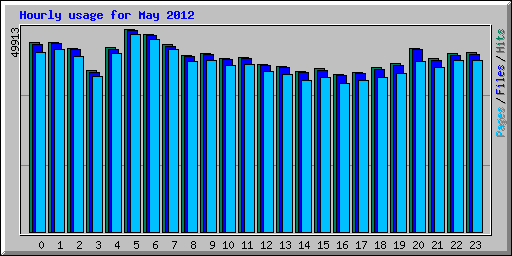 Hourly usage for May 2012
49913
Pages/Files/Hits
0 1 2 3 4 5 6 7 8 9 10 11 12 13 14 15 16 17 18 19 20 21 22 23